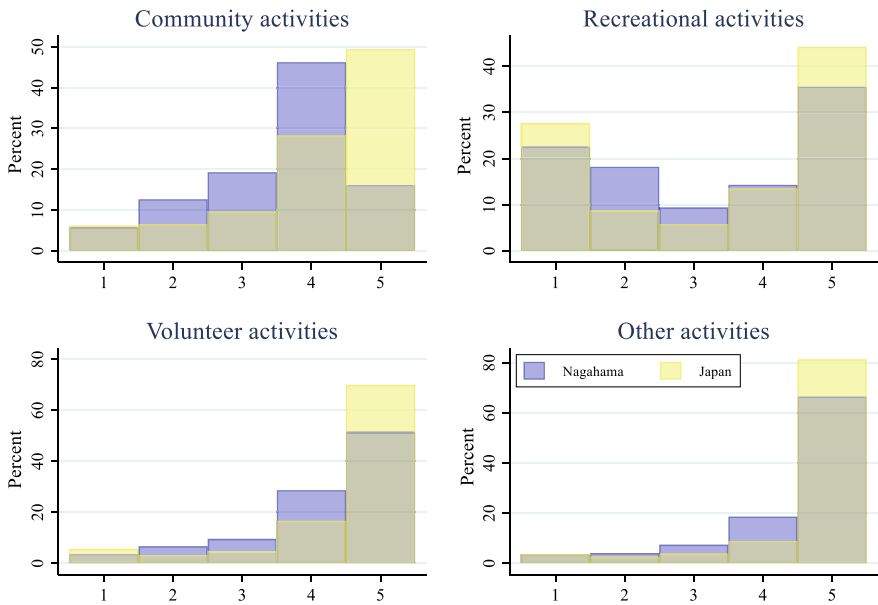 Community activities
Percent
50
40
30
20
10
0
1 2 3 4 5
Recreational activities
Percent
40
30
20
10
0
1 2 3 4 5
Volunteer activities
Percent
80
60
40
20
0
1 2 3 4 5
Other activities
Nagahama Japan
Percent
80
60
40
20
0
1 2 3 4 5